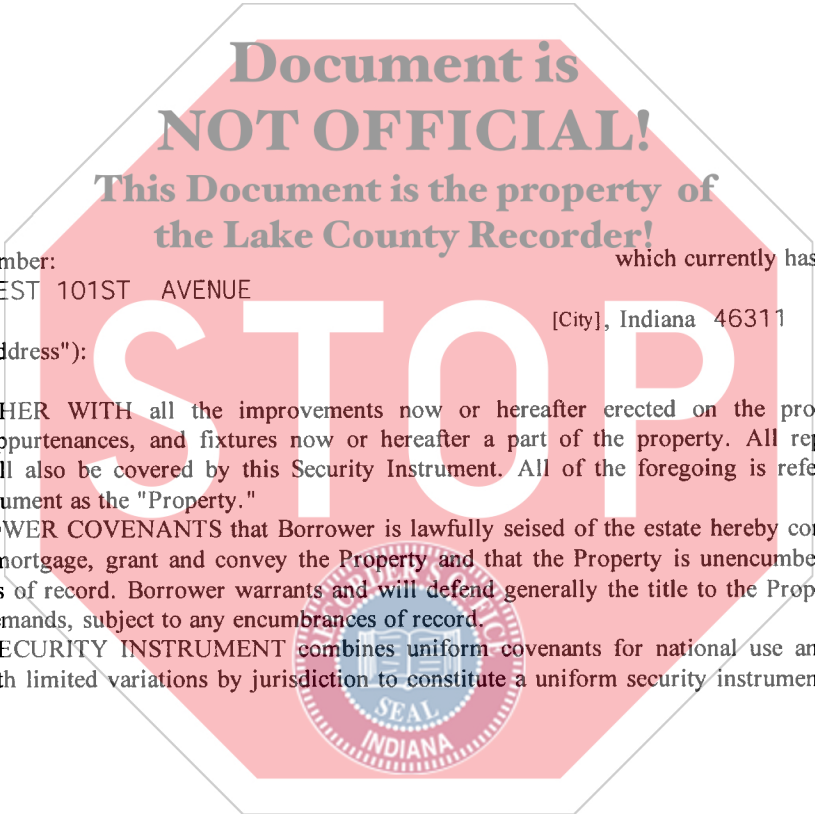 Document is
NOT OFFICIAL!
This Document is the property of
the Lake County Recorder!
mber: which currently has
EST 101ST AVENUE
[City], Indiana 46311
ddress"):
STOP
HER WITH all the improvements now or hereafter erected on the pro
ppurtenances, and fixtures now or hereafter a part of the property. All rep
ll also be covered by this Security Instrument. All of the foregoing is refe
ument as the "Property."
WER COVENANTS that Borrower is lawfully seised of the estate hereby con
mortgage, grant and convey the Property and that the Property is unencumbe
s of record. Borrower warrants and will defend generally the title to the Prop
mands, subject to any encumbrances of record.
ECURITY INSTRUMENT combines uniform covenants for national use an
th limited variations by jurisdiction to constitute a uniform security instrumen
RECORDER'S OFFICE
SEAL
INDIANA